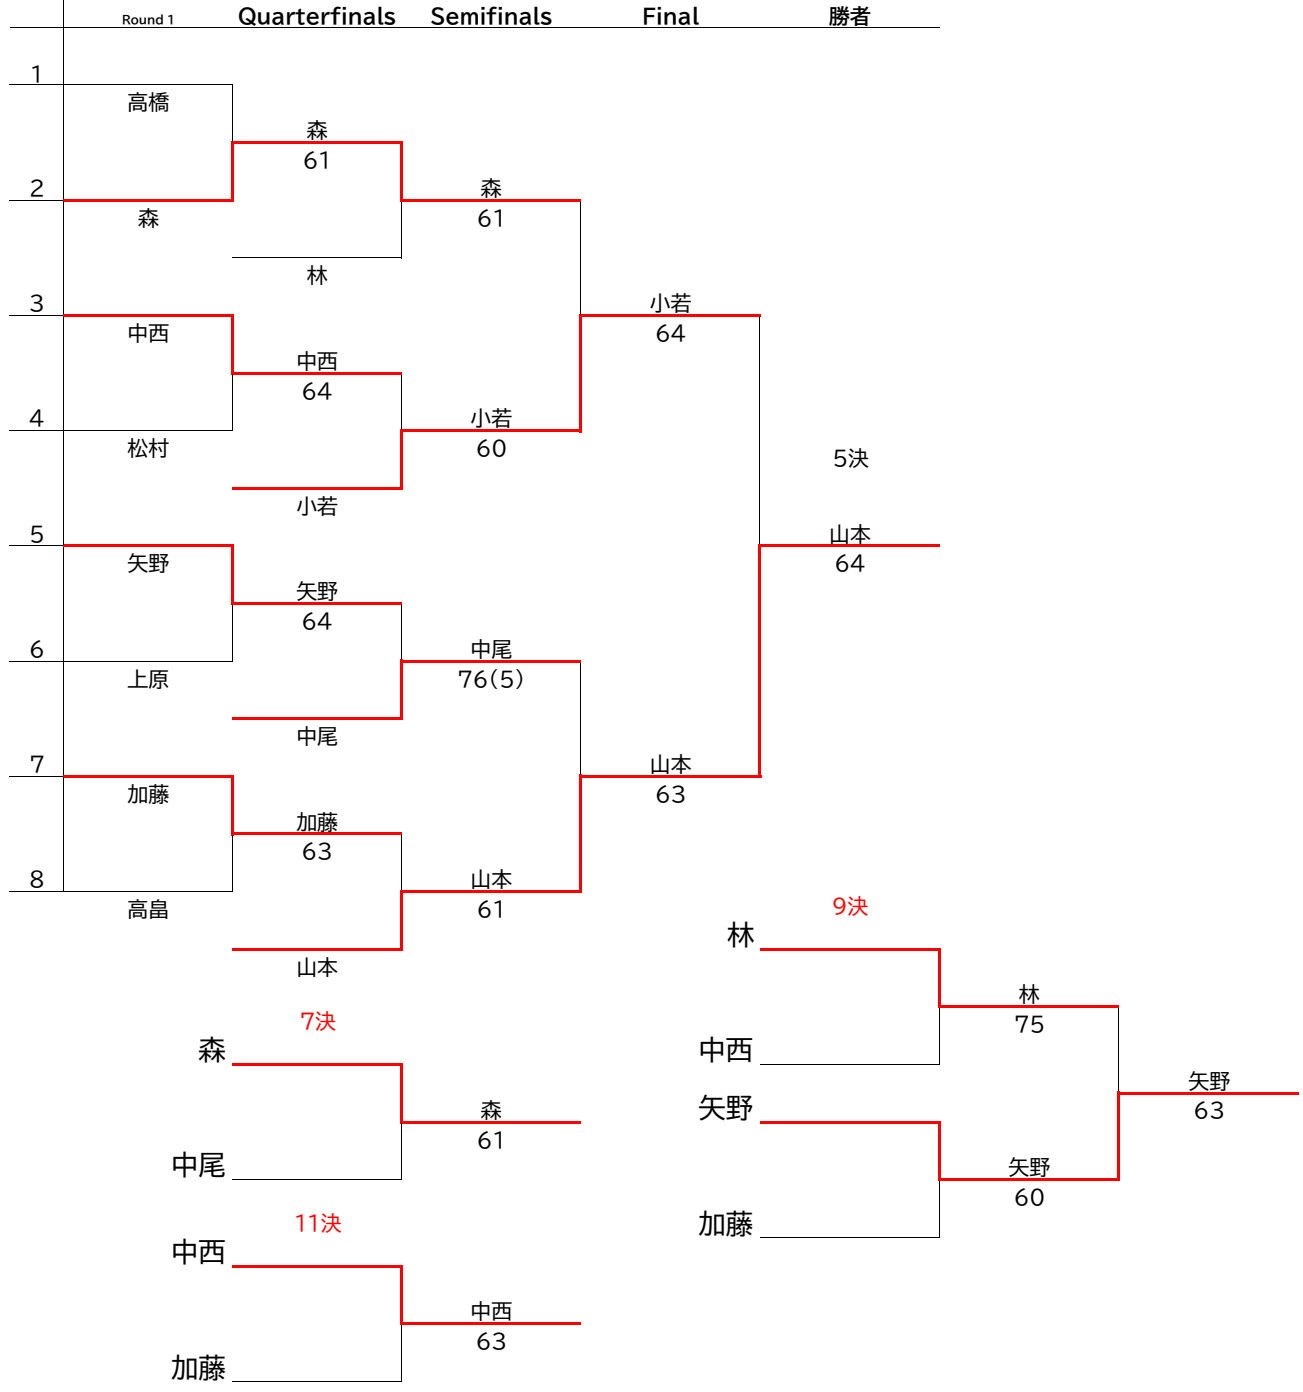 Round 1 Quarterfinals Semifinals Final 勝者
1
高橋
森
61
2
森
森
61
林
3
中西
小若
64
中西
64
4
松村
小若
60
5決
小若
5
矢野
山本
64
矢野
64
6
上原
中尾
76(5)
中尾
7
加藤
山本
63
加藤
63
8
高畠
山本
61
山本
9決
林
林
75
中西
矢野
矢野
63
矢野
60
加藤
7決
森
森
61
中尾
11決
中西
中西
63
加藤